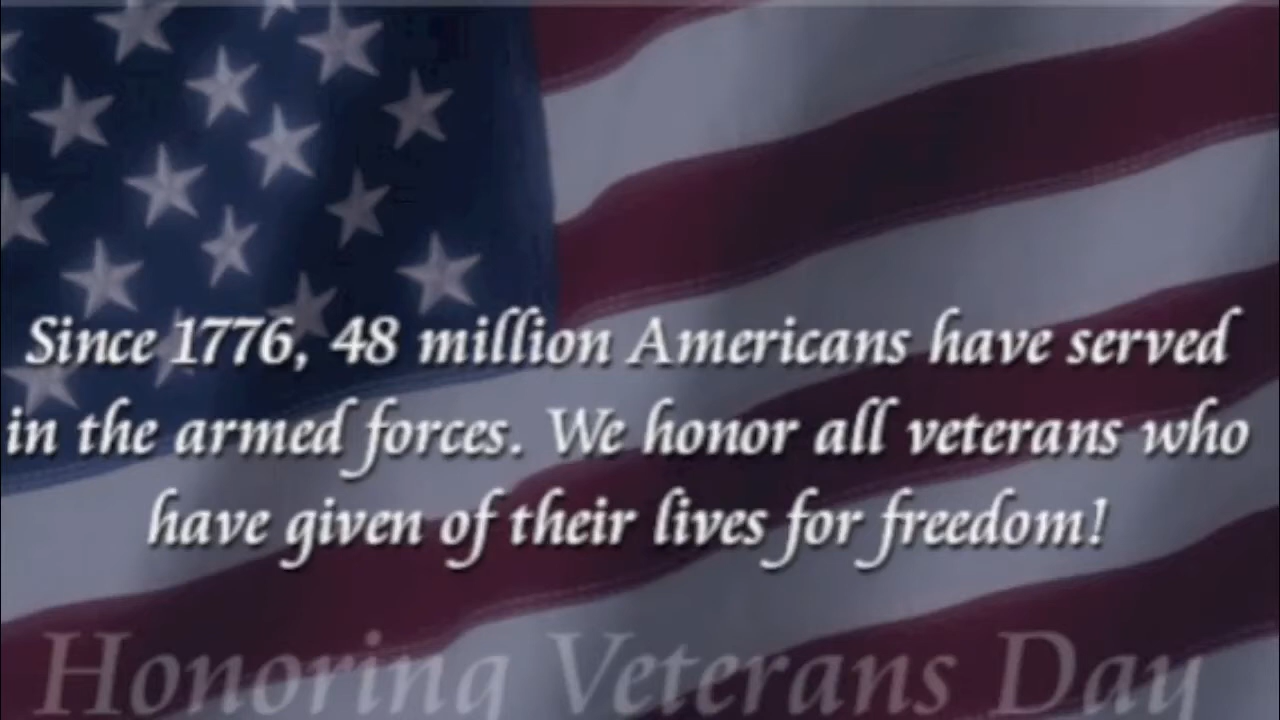 Since 1776, 48 million Americans have served
in the armed forces. We honor all veterans who
have given of their lives for freedom!
Honoring Veterans Day